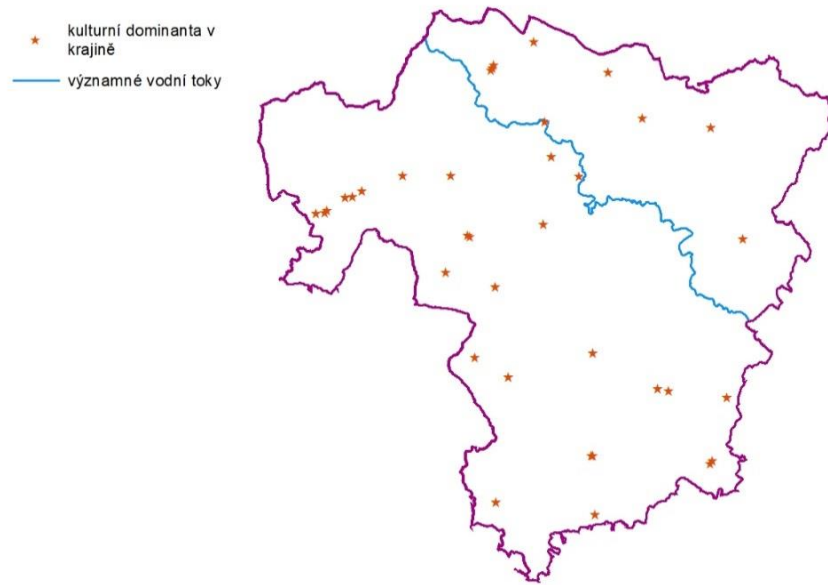 kulturní dominanta v
krajině
významné vodní toky